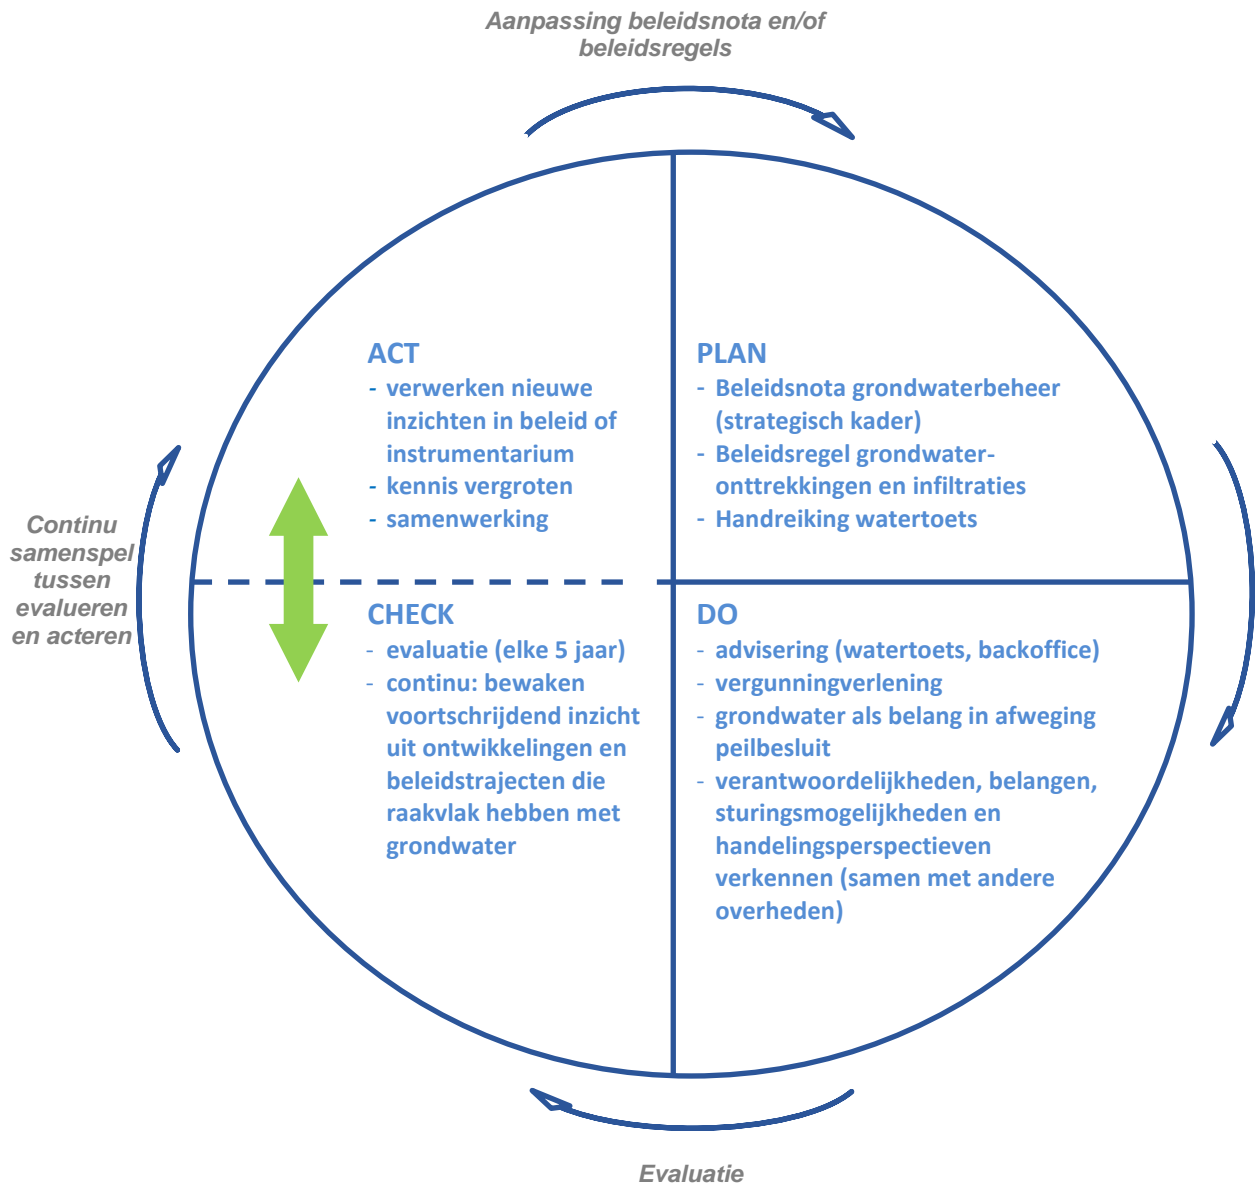 Aanpassing beleidsnota en/of
beleidsregels
ACT
- verwerken nieuwe
inzichten in beleid of
instrumentarium
- kennis vergroten
- samenwerking
PLAN
- Beleidsnota grondwaterbeheer
(strategisch kader)
- Beleidsregel grondwater-
onttrekkingen en infiltraties
- Handreiking watertoets
Continu
samenspel
tussen
evalueren
en acteren
CHECK
- evaluatie (elke 5 jaar)
- continu: bewaken
voortschrijdend inzicht
uit ontwikkelingen en
beleidstrajecten die
raakvlak hebben met
grondwater
DO
- advisering (watertoets, backoffice)
- vergunningverlening
- grondwater als belang in afweging
peilbesluit
- verantwoordelijkheden, belangen,
sturingsmogelijkheden en
handelingsperspectieven
verkennen (samen met andere
overheden)
Evaluatie